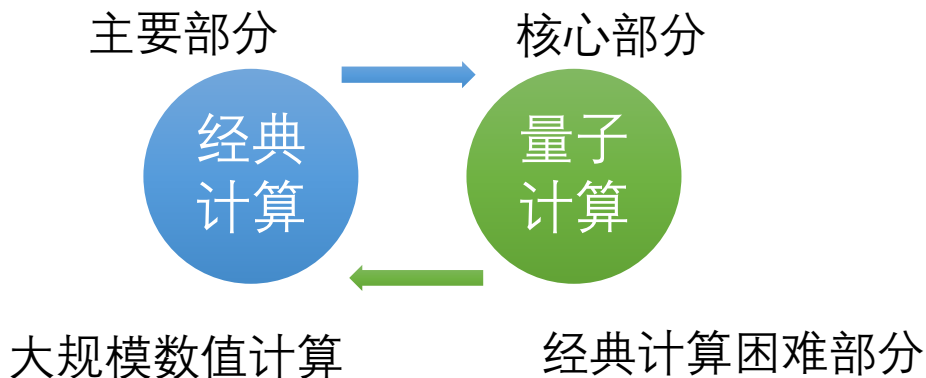 主要部分
核心部分
经典
计算
量子
计算
大规模数值计算
经典计算困难部分